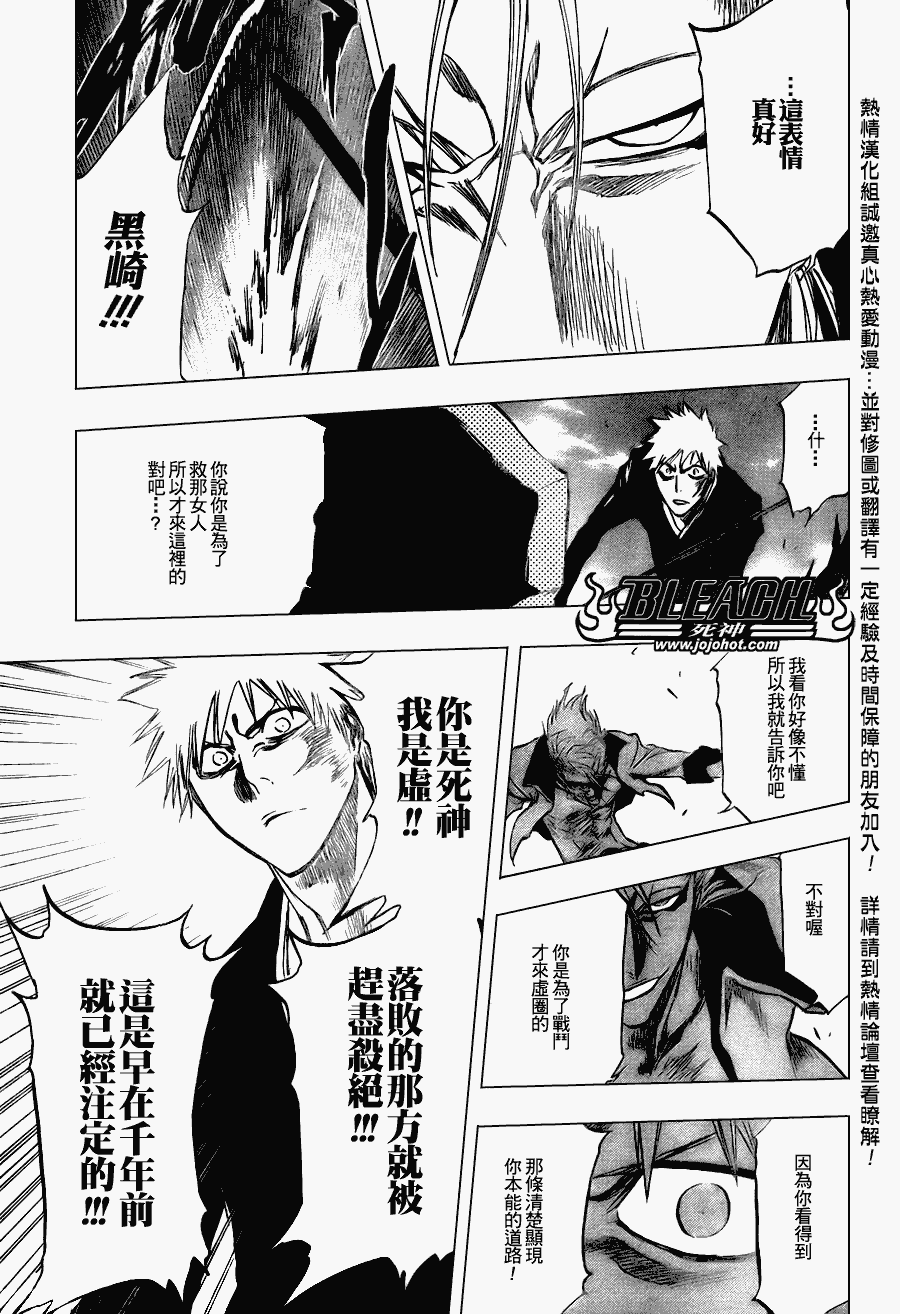 …這表情
真好
黑崎!!!
…什…
你說你是為了
救那女人
所以才來這裡的
對吧…?
BLEACH
死神
www.jojohot.com
我看你好像不懂
所以我就告訴你吧
不對喔
你是為了戰鬥
才來虛圈的
因為你看得到
那條清楚顯現
你本能的道路!
你是死神
我是虛!!
落敗的那方就被
趕盡殺絕!!!
這是早在千年前
就已經注定的!!!
熱情漢化組誠邀真心熱愛動漫…並對修圖或翻譯有一定經驗及時間保障的朋友加入! 詳情請到熱情論壇查看瞭解!